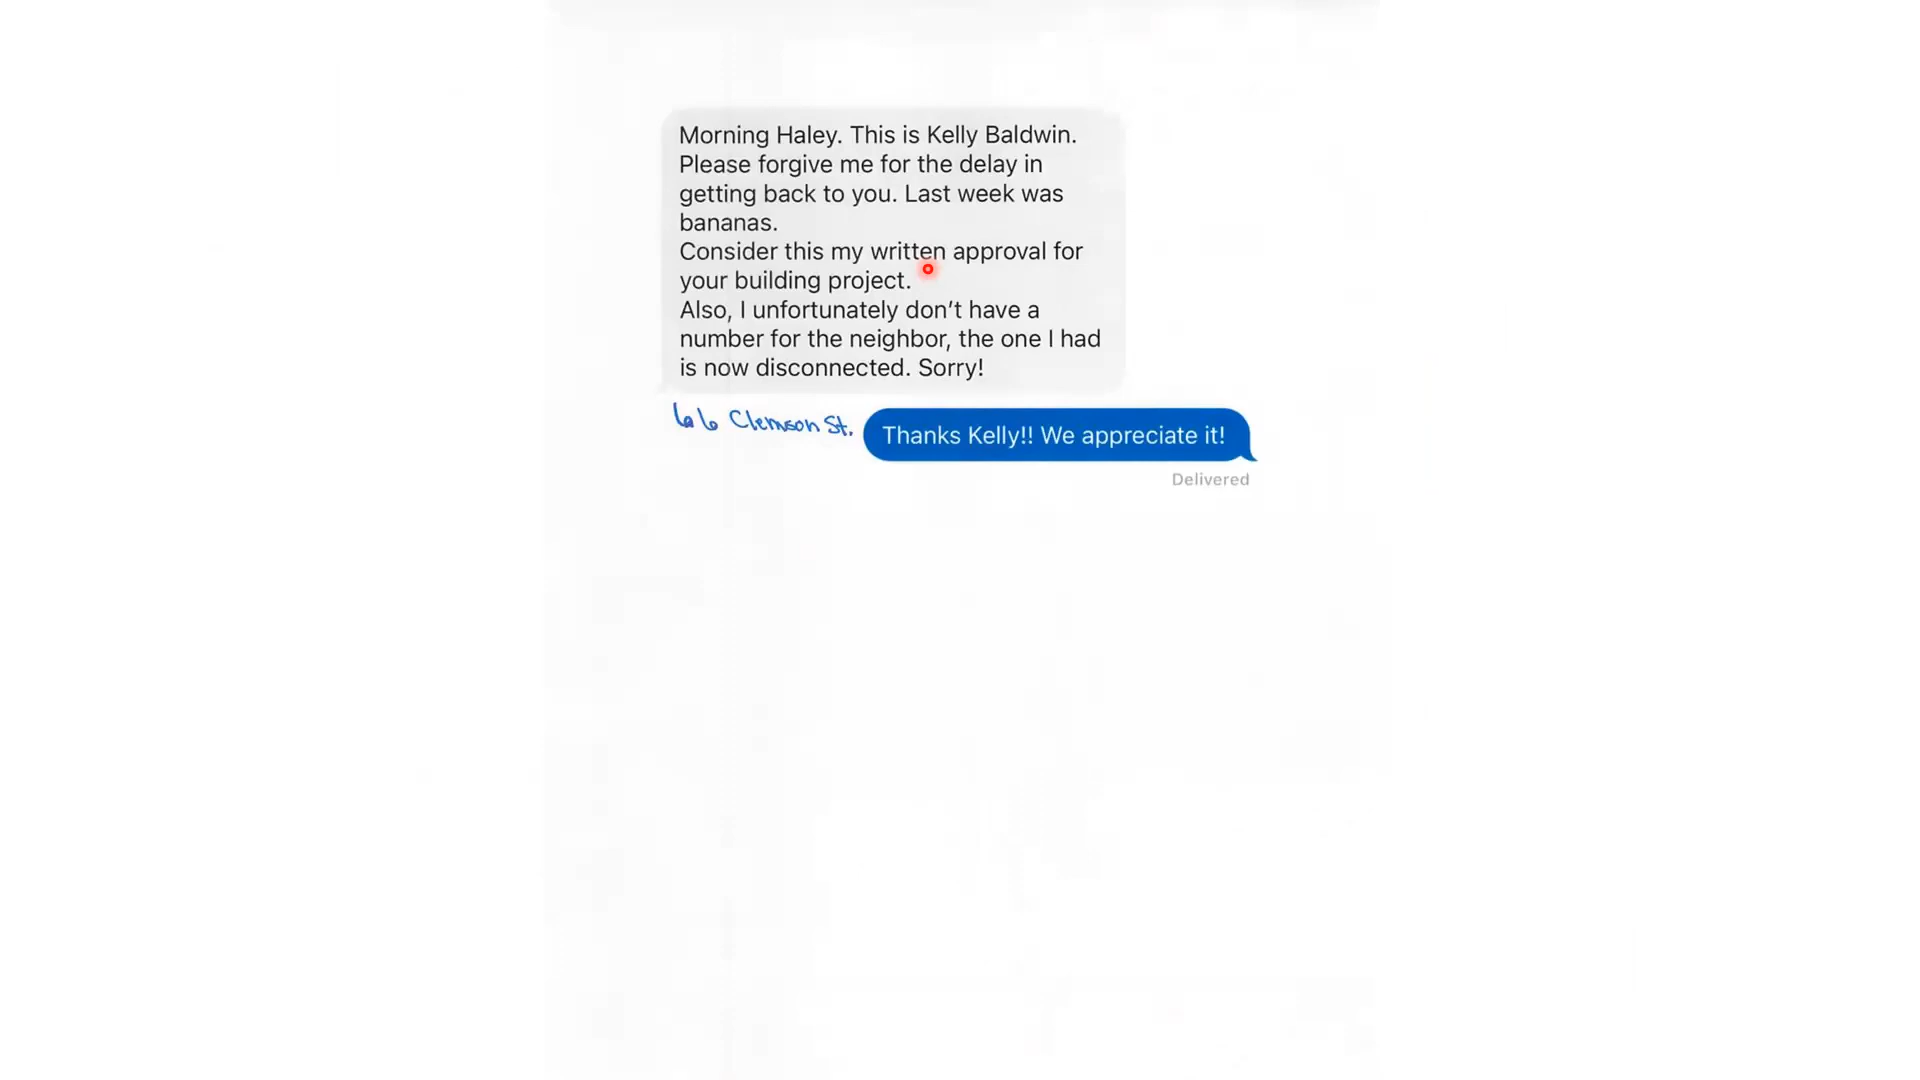 Morning Haley. This is Kelly Baldwin.
Please forgive me for the delay in
getting back to you. Last week was
bananas.
Consider this my written approval for
your building project.
Also, I unfortunately don’t have a
number for the neighbor, the one I had
is now disconnected. Sorry!
66 Clemson St.
Thanks Kelly!! We appreciate it!
Delivered